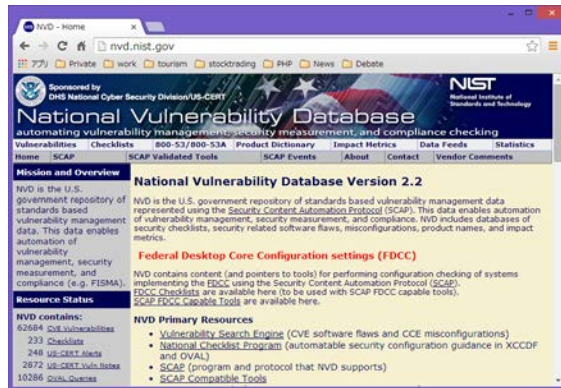 NVD - Home
nvd.nist.gov
アプリ Private work tourism stocktrading PHP News Debate
Sponsored by
DHS National Cyber Security Division/US-CERT
NIST
National Institute of
Standards and Technology
National Vulnerability Database
automating vulnerability management, security measurement, and compliance checking
Vulnerabilities Checklists 800-53/800-53A Product Dictionary Impact Metrics Data Feeds Statistics
Home SCAP SCAP Validated Tools SCAP Events About Contact Vendor Comments
Mission and Overview
NVD is the U.S.
government repository of
standards based
vulnerability management
data. This data enables
automation of
vulnerability
management, security
measurement, and
compliance (e.g. FISMA).
Resource Status
NVD contains:
62684 CVE Vulnerabilities
233 Checklists
248 US-CERT Alerts
2872 US-CERT Vuln Notes
10286 OVAL Queries
National Vulnerability Database Version 2.2
NVD is the U.S. government repository of standards based vulnerability management data
represented using the Security Content Automation Protocol (SCAP). This data enables automation
of vulnerability management, security measurement, and compliance. NVD includes databases of
security checklists, security related software flaws, misconfigurations, product names, and impact
metrics.
Federal Desktop Core Configuration settings (FDCC)
NVD contains content (and pointers to tools) for performing configuration checking of systems
implementing the FDCC using the Security Content Automation Protocol (SCAP).
FDCC Checklists are available here (to be used with SCAP FDCC capable tools).
SCAP FDCC Capable Tools are available here.
NVD Primary Resources
• Vulnerability Search Engine (CVE software flaws and CCE misconfigurations)
• National Checklist Program (automatable security configuration guidance in XCCDF
and OVAL)
• SCAP (program and protocol that NVD supports)
• SCAP Compatible Tools